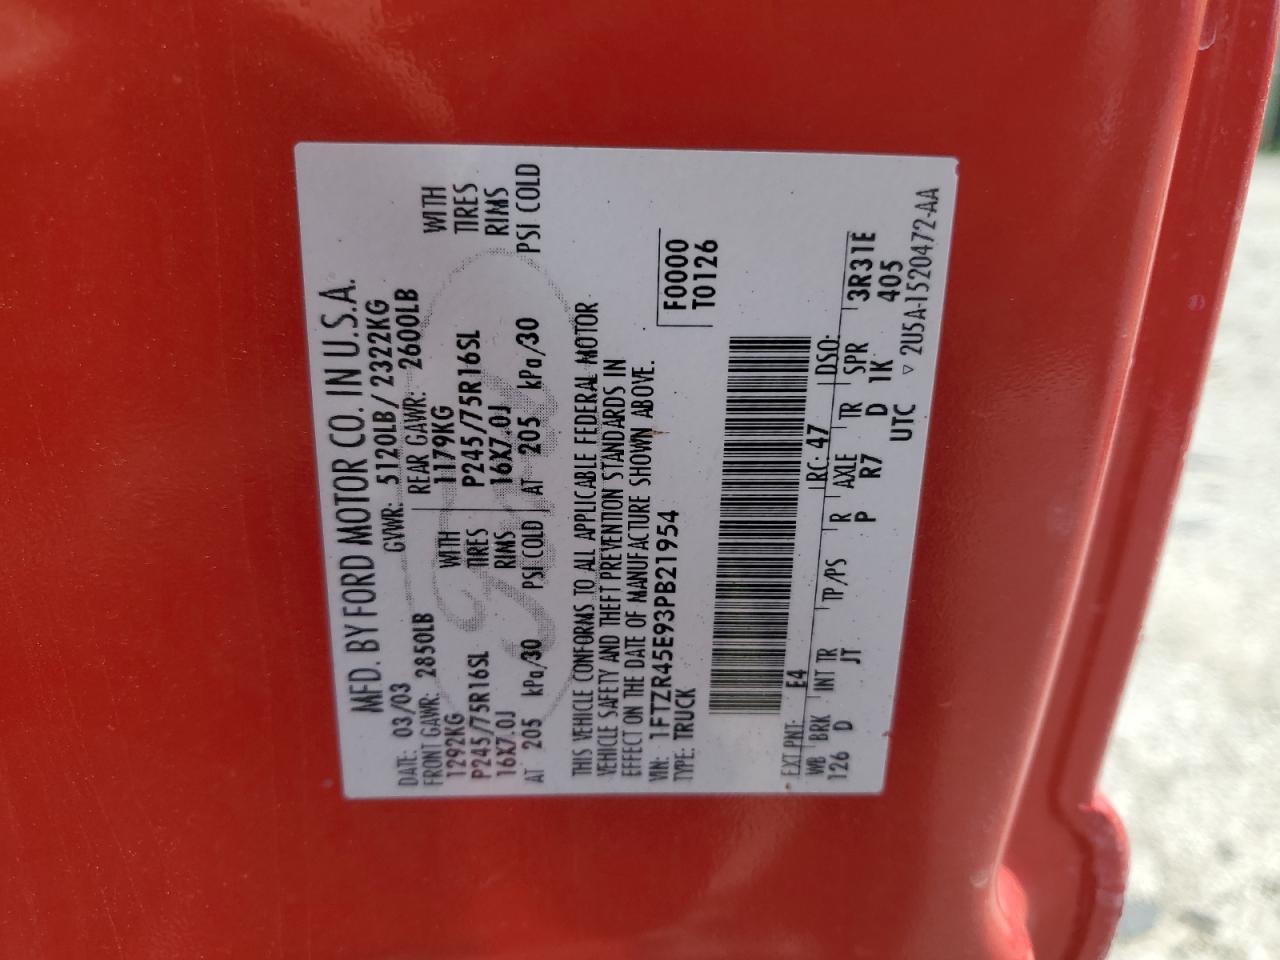 MFD. BY FORD MOTOR CO. IN U.S.A.
DATE: 03/03 GVWR: 5120LB/ 2322KG
FRONT GAWR: 2850LB REAR GAWR: 2600LB
1292KG WITH 1179KG WITH
P245/75R16SL TIRES P245/75R16SL TIRES
16X7.0J RIMS 16X7.0J RIMS
AT 205 kPa/30 PSI COLD AT 205 kPa/30 PSI COLD
THIS VEHICLE CONFORMS TO ALL APPLICABLE FEDERAL MOTOR
VEHICLE SAFETY AND THEFT PREVENTION STANDARDS IN
EFFECT ON THE DATE OF MANUFACTURE SHOWN ABOVE.
VIN: 1FTZR45E93PB21954 F0000
TYPE: TRUCK T0126
EXT PNT: E4 RC: 47 DSO:
WB BRK INT TR TP/PS R AXLE TR SPR 3R31E
126 D JT P R7 D 1K 405
UTC ▽ 2U5A-1520472-AA